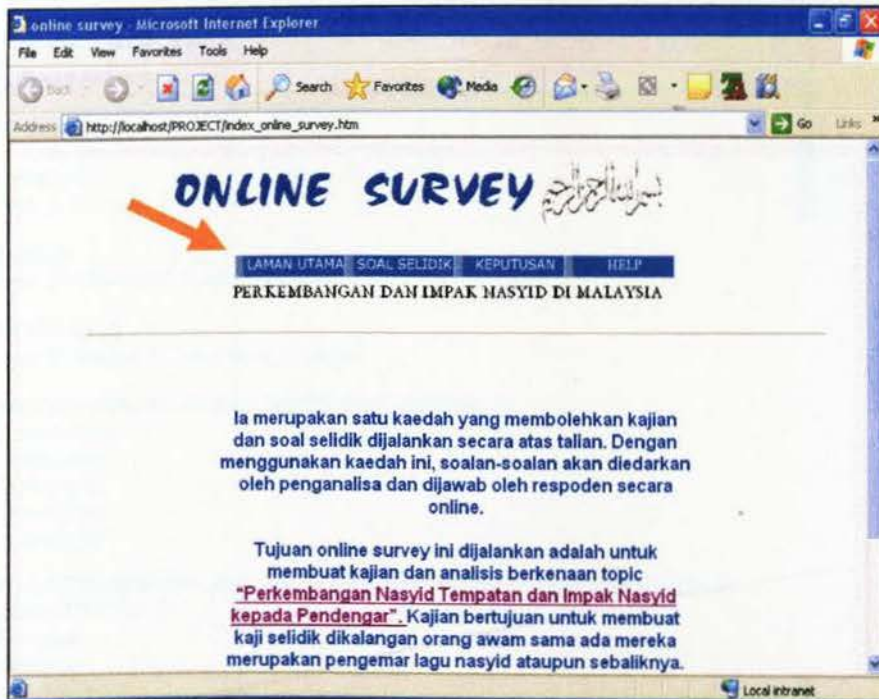 online survey - Microsoft Internet Explorer
File Edit View Favorites Tools Help
Back Search Favorites Media
Address http://localhost/PROJECT/index_online_survey.htm Go Links
ONLINE SURVEY بسم الله الرحمن الرحيم
LAMAN UTAMA SOAL SELIDIK KEPUTUSAN HELP
PERKEMBANGAN DAN IMPAK NASYID DI MALAYSIA
Ia merupakan satu kaedah yang membolehkan kajian
dan soal selidik dijalankan secara atas talian. Dengan
menggunakan kaedah ini, soalan-soalan akan diedarkan
oleh penganalisa dan dijawab oleh respoden secara
online.
Tujuan online survey ini dijalankan adalah untuk
membuat kajian dan analisis berkenaan topic
"Perkembangan Nasyid Tempatan dan Impak Nasyid
kepada Pendengar". Kajian bertujuan untuk membuat
kaji selidik dikalangan orang awam sama ada mereka
merupakan pengemar lagu nasyid ataupun sebaliknya.
Local intranet